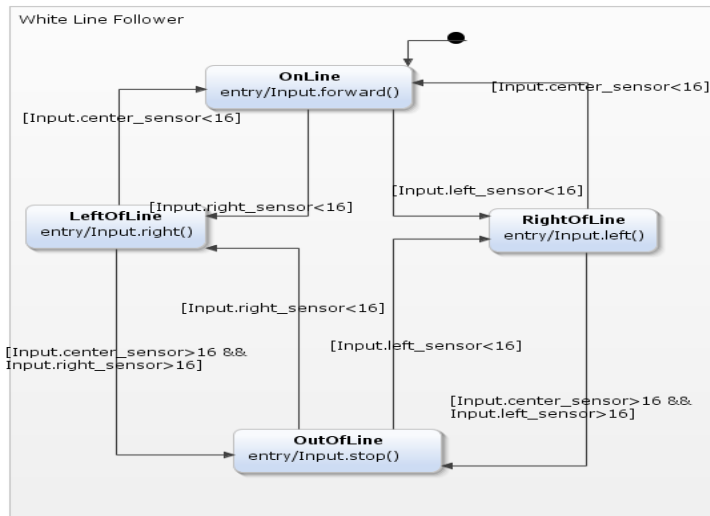 White Line Follower
OnLine
entry/Input.forward()
[Input.center_sensor<16]
[Input.center_sensor<16]
[Input.right_sensor<16]
[Input.left_sensor<16]
LeftOfLine
entry/Input.right()
RightOfLine
entry/Input.left()
[Input.right_sensor<16]
[Input.left_sensor<16]
[Input.center_sensor>16 &&
Input.right_sensor>16]
[Input.center_sensor>16 &&
Input.left_sensor>16]
OutOfLine
entry/Input.stop()